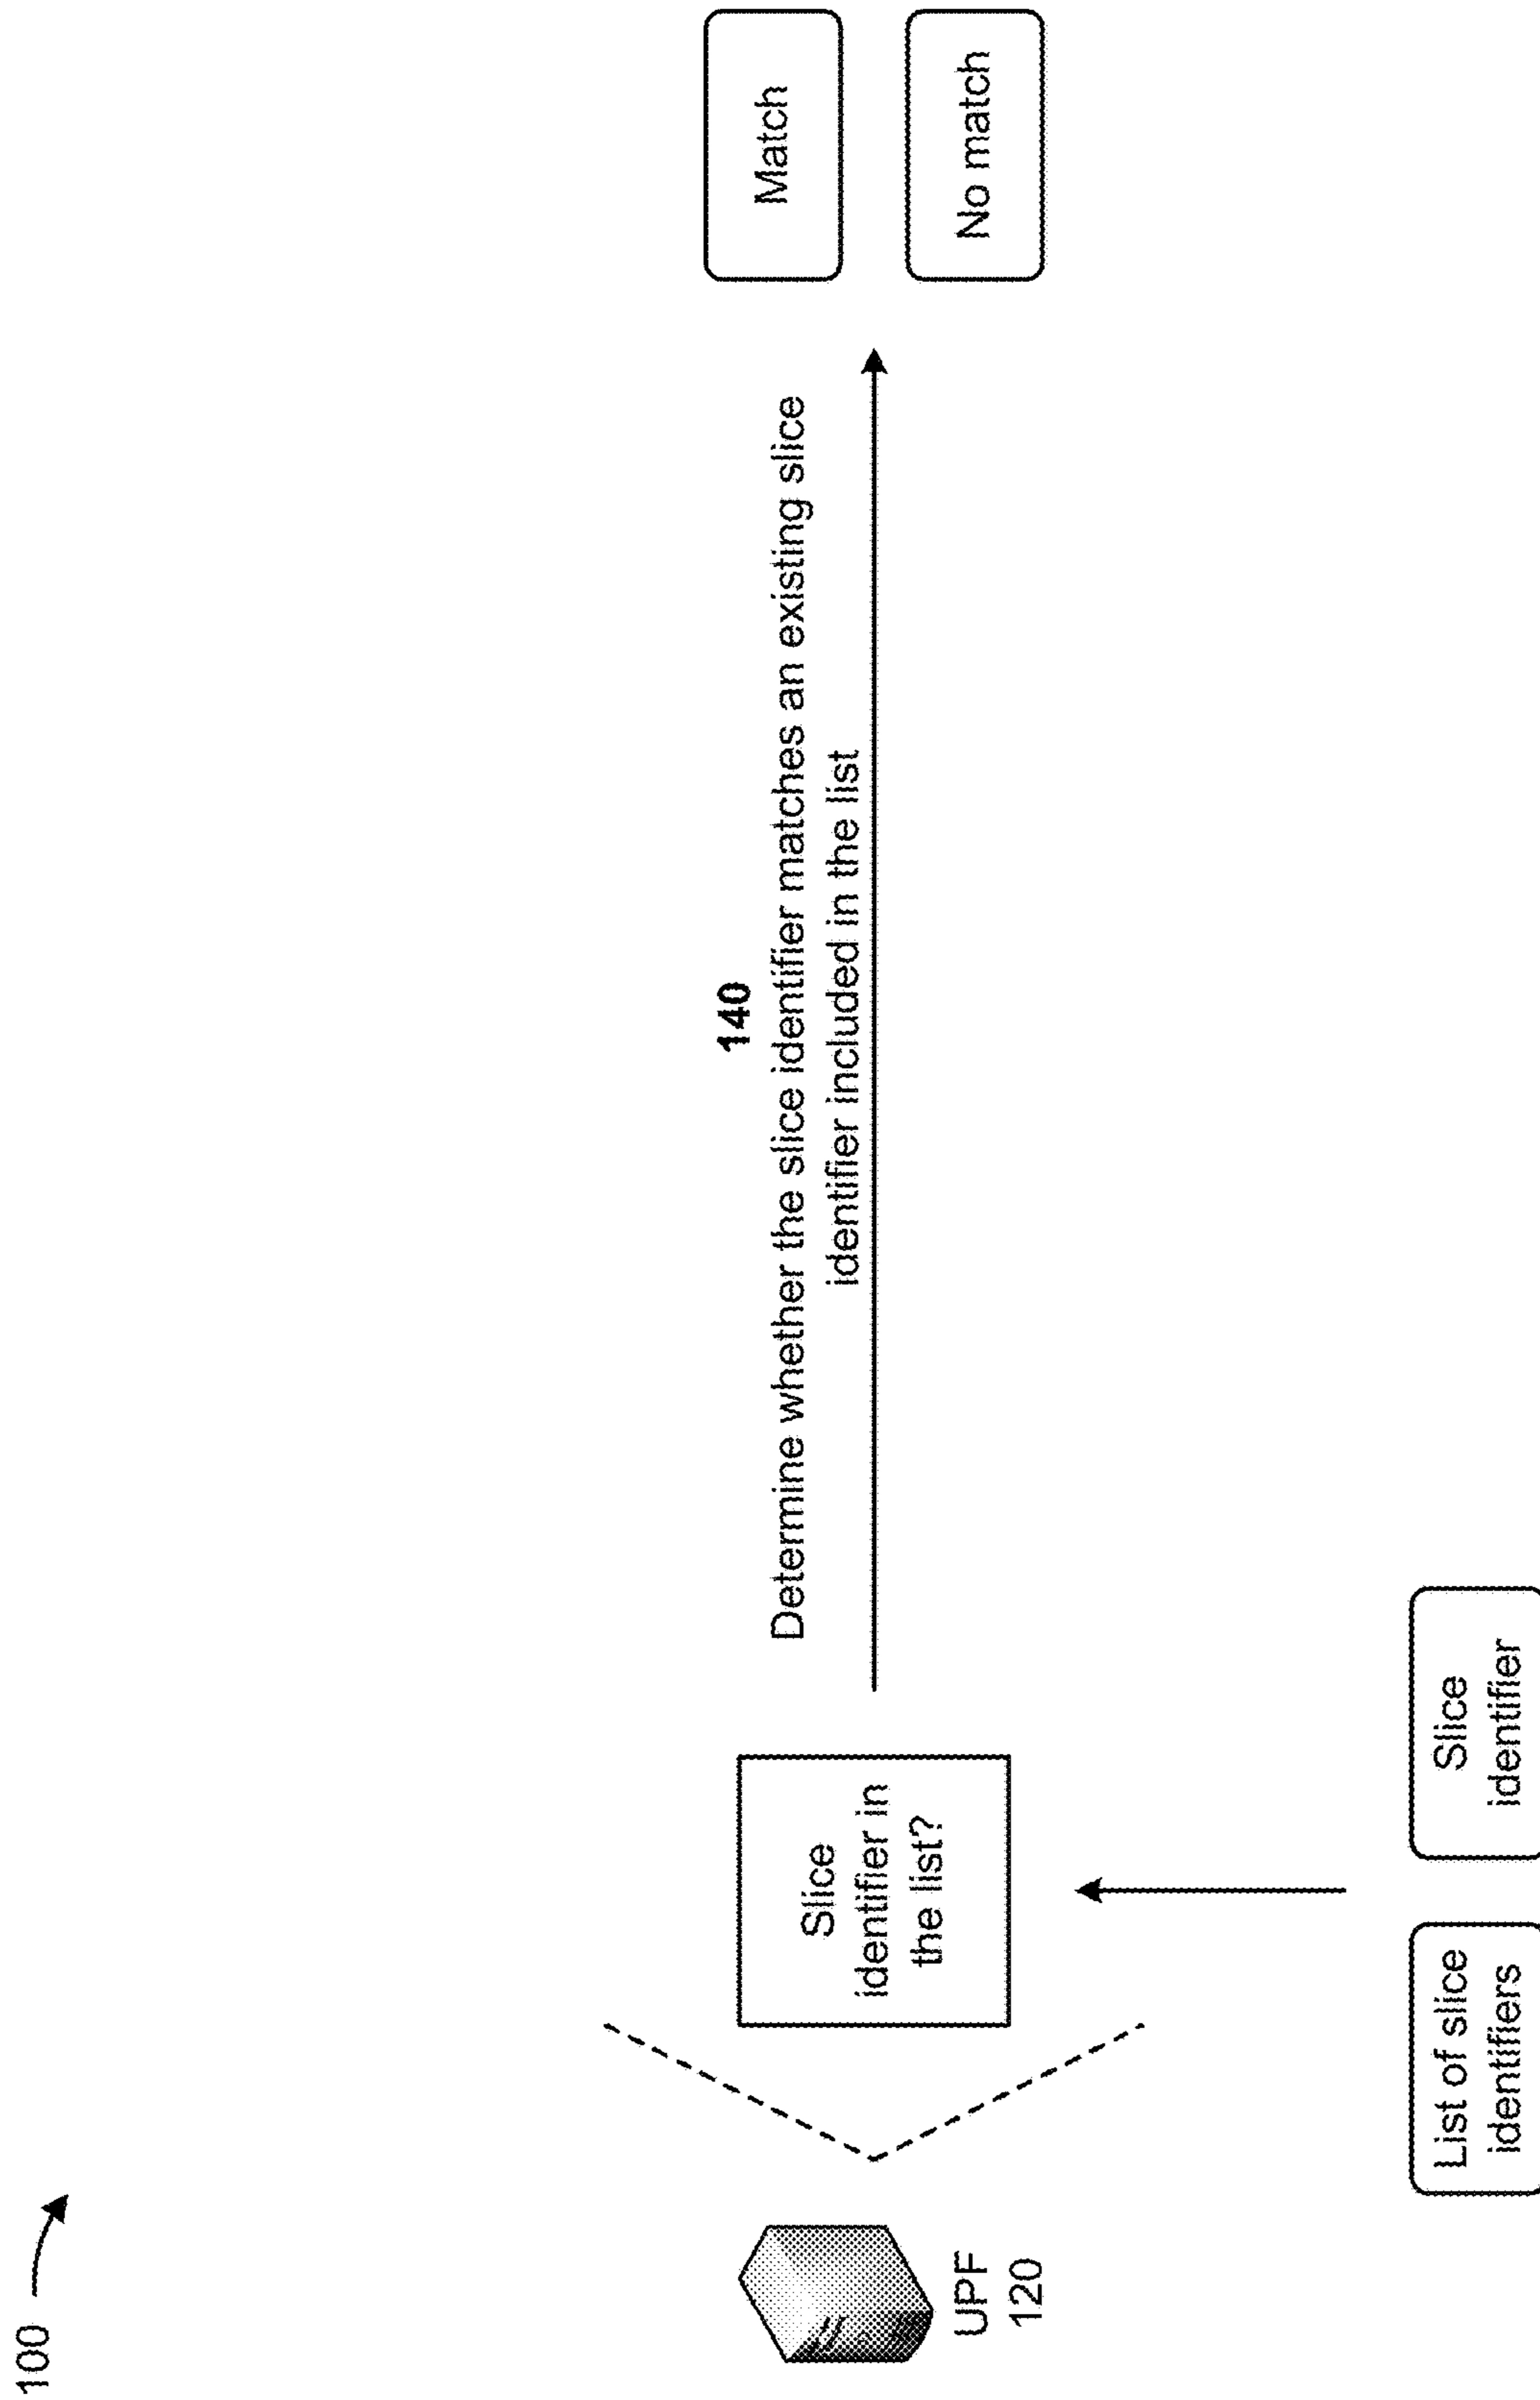 100
140
Determine whether the slice identifier matches an existing slice
identifier included in the list
UPF
120
Slice
identifier in
the list?
Match
No match
List of slice
identifiers
Slice
identifier